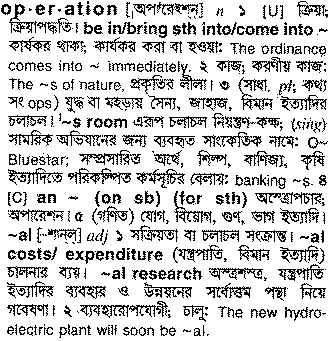 op·er·ation [অপারেইশ্‌ন্] n ১ [U] ক্রিয়া;
ক্রিয়াপদ্ধতি। be in/bring sth into/come into ~
কার্যকর থাকা; কার্যকর করা বা হওয়া: The ordinance
comes into ~ immediately. ২ কাজ; করণীয় কাজ:
The ~s of nature, প্রকৃতির লীলা। ৩ (সাধা. pl; কথ্য
সং ops) যুদ্ধ বা মহড়ায় সৈন্য, জাহাজ, বিমান ইত্যাদির
চলাচল। '~s room এরূপ চলাচল নিয়ন্ত্রণ-কক্ষ; (sing)
সামরিক অভিযানের জন্য ব্যবহৃত সাংকেতিক নামে: O~
Bluestar; সম্প্রসারিত অর্থে, শিল্প, বাণিজ্য, কৃষি
ইত্যাদিতে পরিকল্পিত কর্মসূচির বেলায়: banking ~s. ৪
[C] an ~ (on sb) (for sth) অস্ত্রোপচার;
অপারেশন। ৫ (গণিত) যোগ, বিয়োগ, গুণ, ভাগ ইত্যাদি।
~al [-শান্‌ল্] adj ১ সক্রিয়তা বা চলাচল সংক্রান্ত। ~al
costs/ expenditure (যন্ত্রপাতি, বিমান ইত্যাদি)
চালনার ব্যয়। ~al research অস্ত্রশস্ত্র, যন্ত্রপাতি
ইত্যাদির ব্যবহার ও উন্নয়নের সর্বোত্তম পন্থা নিয়ে
গবেষণা। ২ ব্যবহারোপযোগী; চালু: The new hydro-
electric plant will soon be ~al.